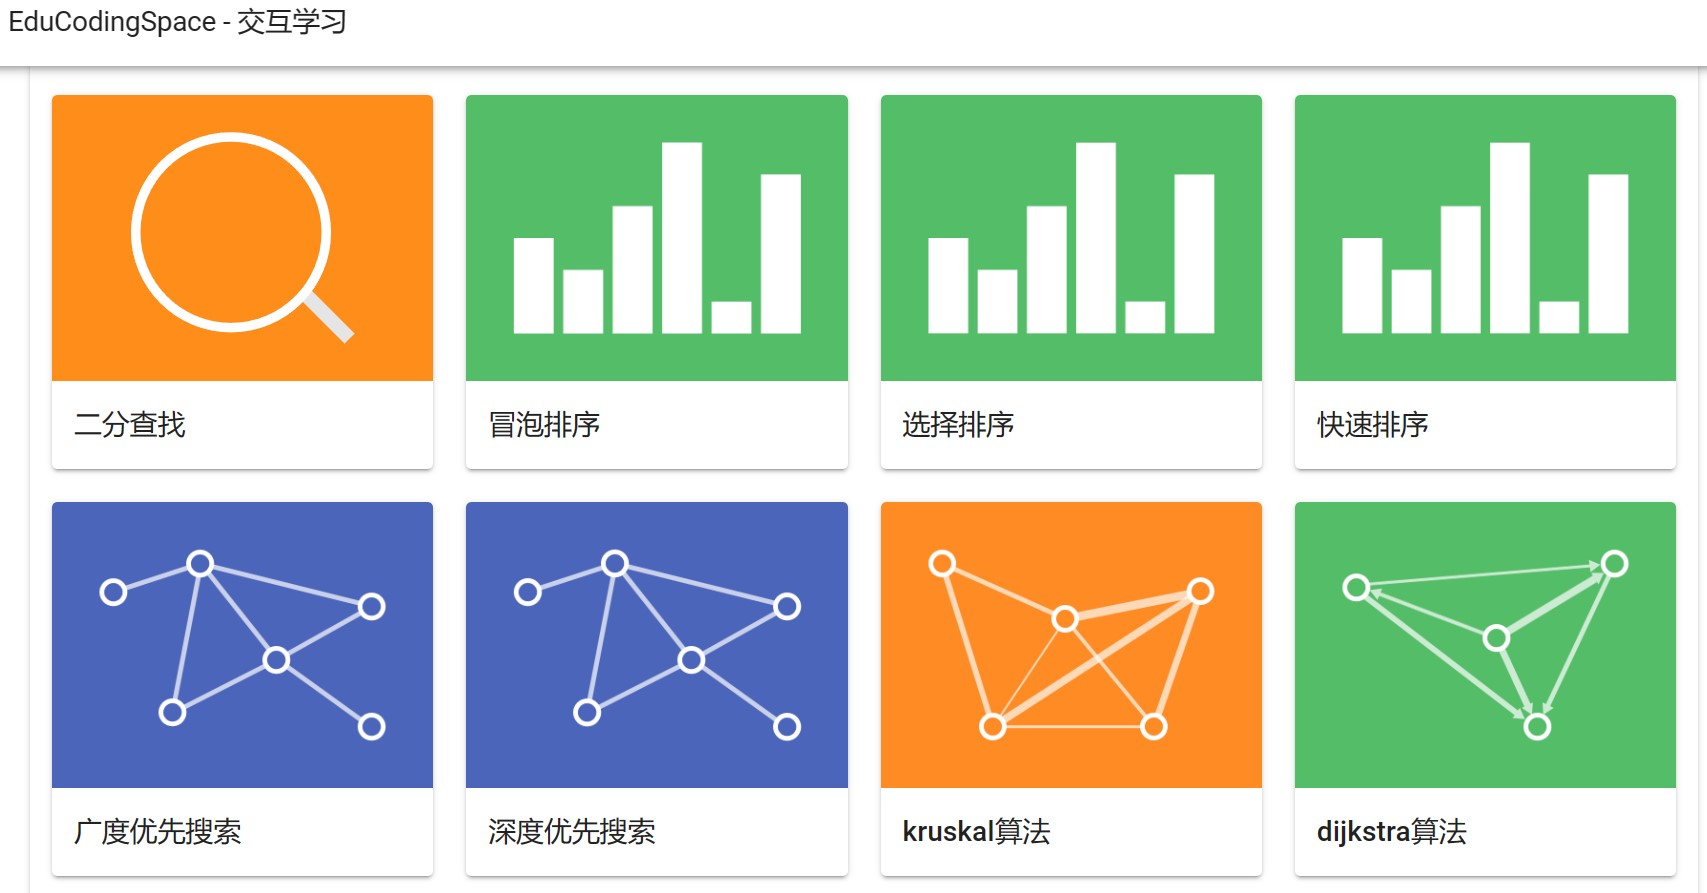 EduCodingSpace - 交互学习
二分查找
冒泡排序
选择排序
快速排序
广度优先搜索
深度优先搜索
kruskal算法
dijkstra算法